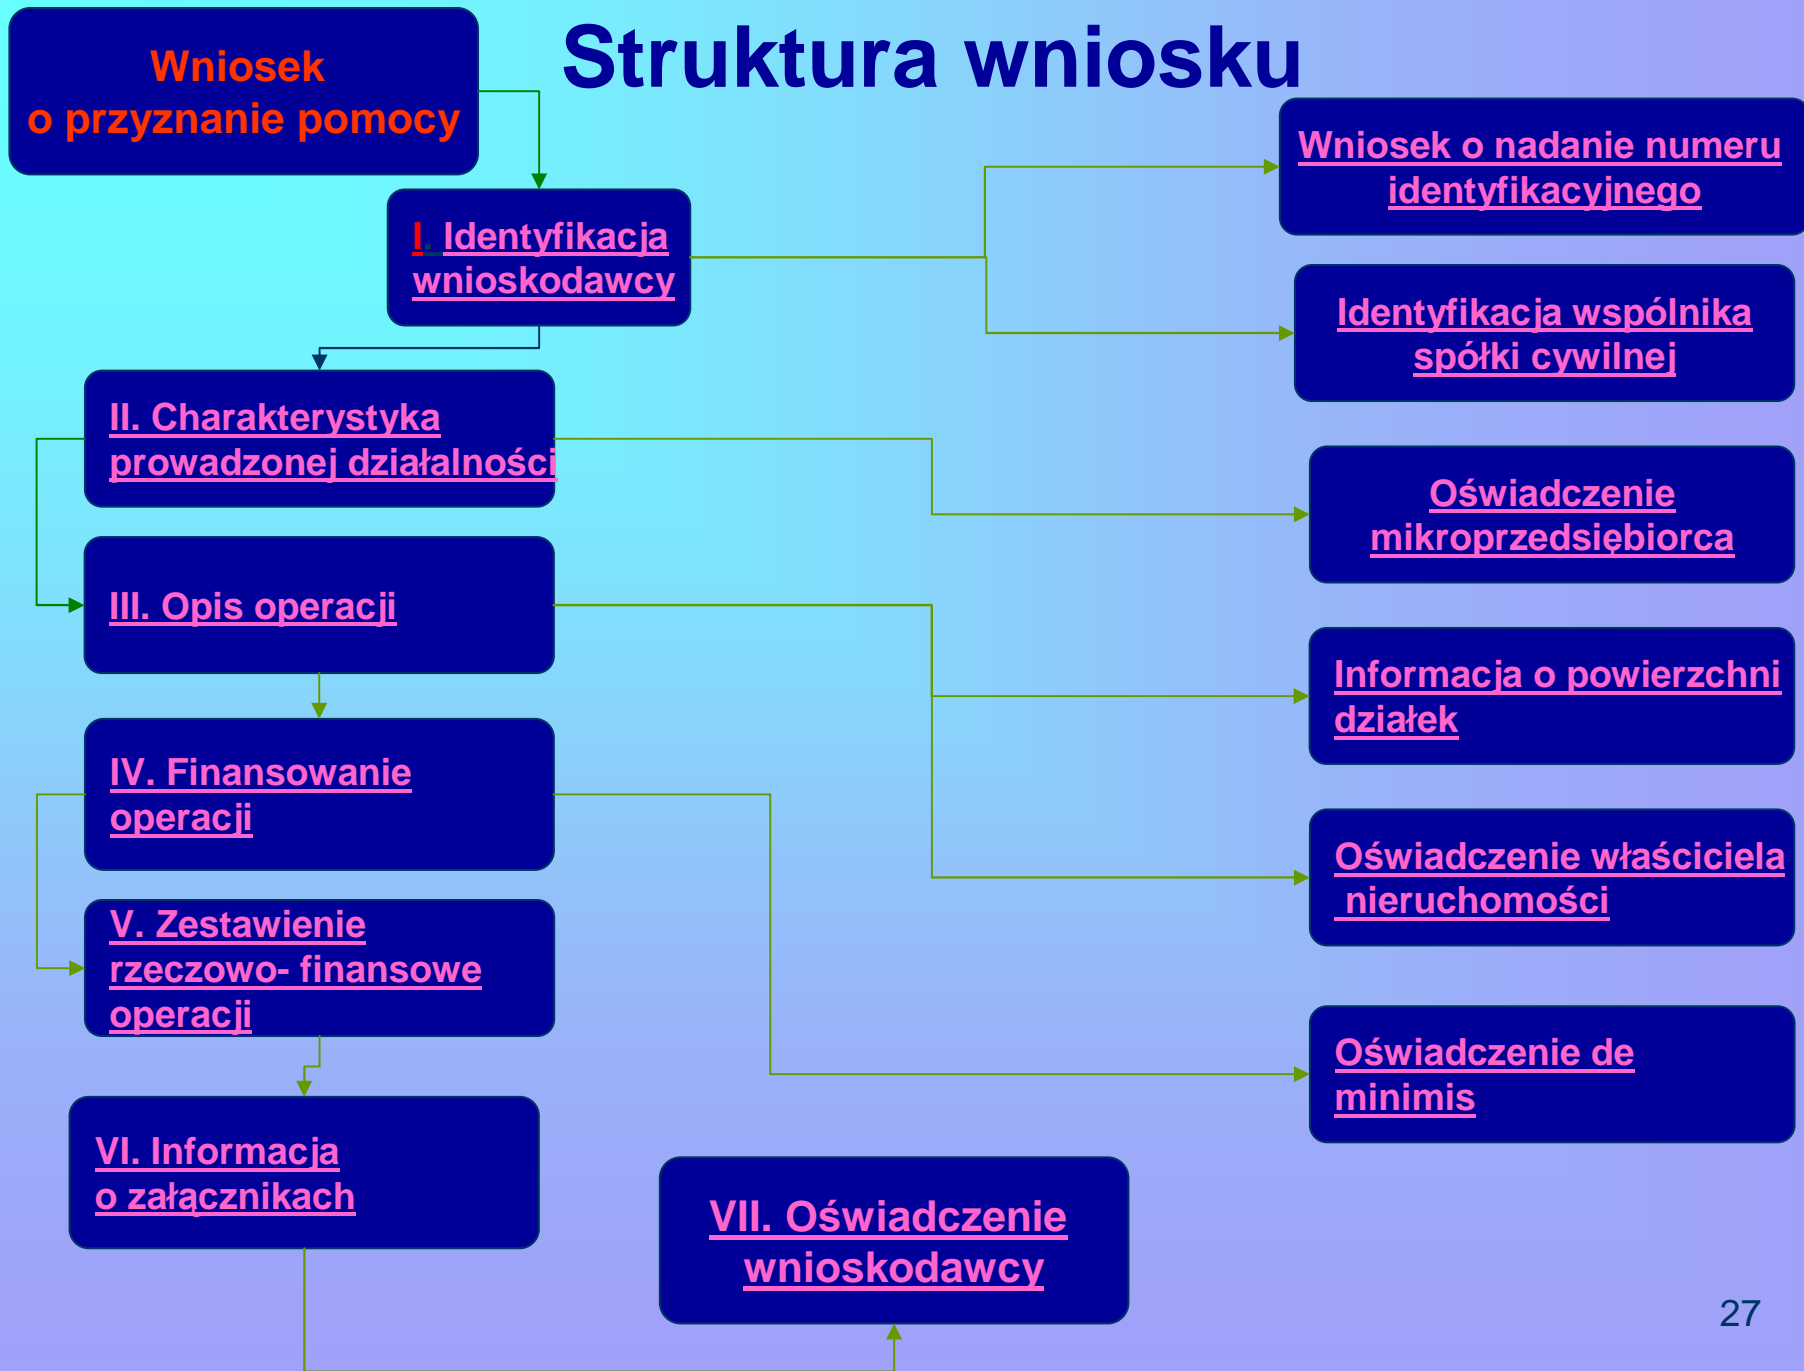 Struktura wniosku
Wniosek
o przyznanie pomocy
I. Identyfikacja
wnioskodawcy
II. Charakterystyka
prowadzonej działalności
III. Opis operacji
IV. Finansowanie
operacji
V. Zestawienie
rzeczowo- finansowe
operacji
VI. Informacja
o załącznikach
VII. Oświadczenie
wnioskodawcy
Wniosek o nadanie numeru
identyfikacyjnego
Identyfikacja wspólnika
spółki cywilnej
Oświadczenie
mikroprzedsiębiorca
Informacja o powierzchni
działek
Oświadczenie właściciela
nieruchomości
Oświadczenie de
minimis
27